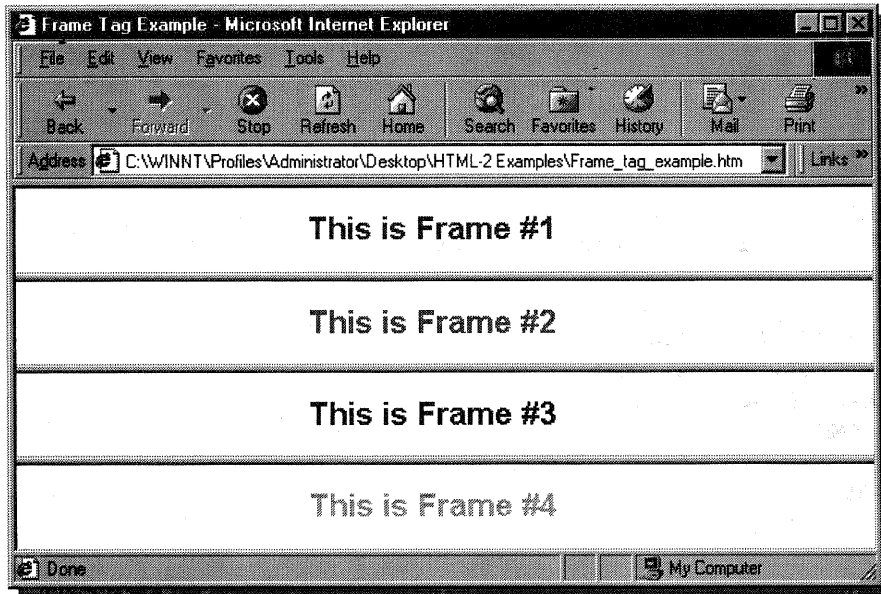 Frame Tag Example - Microsoft Internet Explorer
File Edit View Favorites Tools Help
Back Forward Stop Refresh Home Search Favorites History Mail Print
Address C:\WINNT\Profiles\Administrator\Desktop\HTML-2 Examples\Frame_tag_example.htm Links
This is Frame #1
This is Frame #2
This is Frame #3
This is Frame #4
Done My Computer